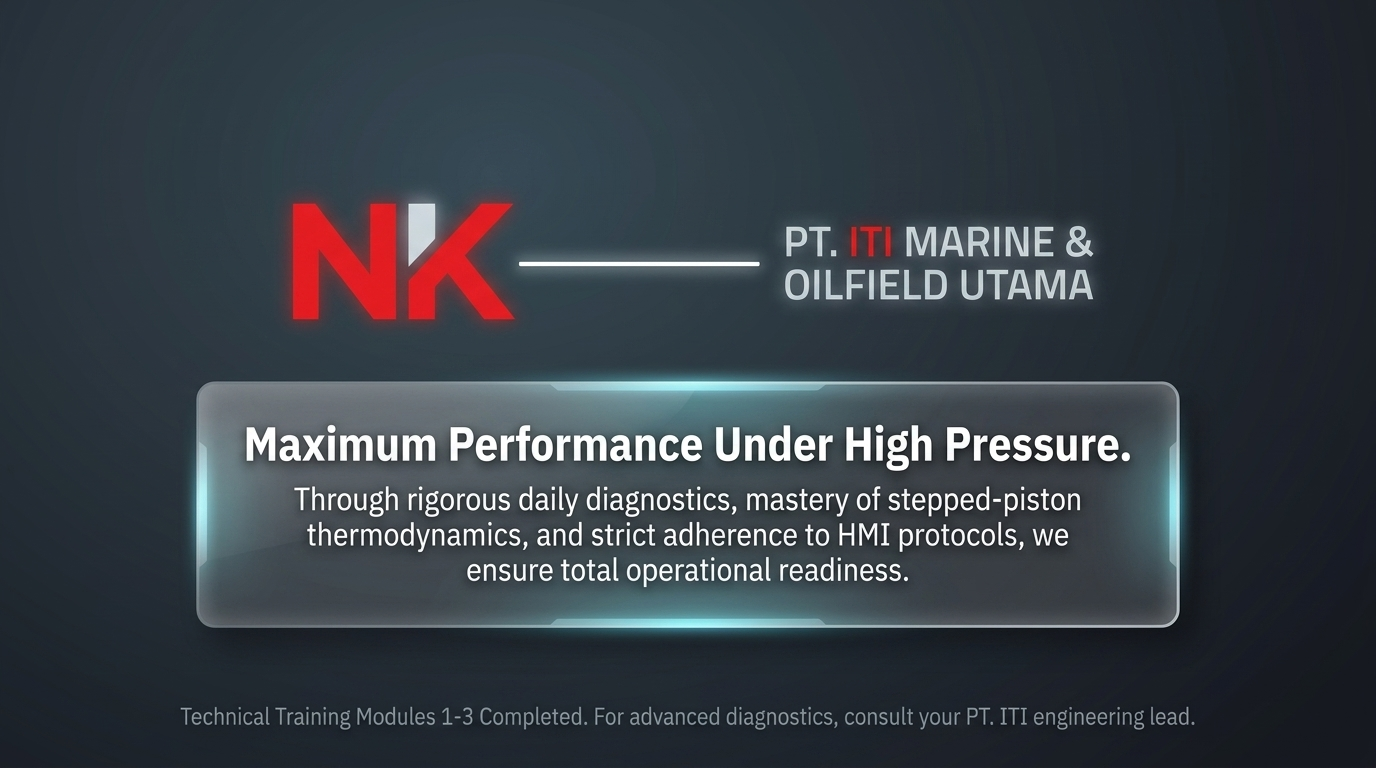 NK
PT. ITI MARINE &
OILFIELD UTAMA
Maximum Performance Under High Pressure.
Through rigorous daily diagnostics, mastery of stepped-piston
thermodynamics, and strict adherence to HMI protocols, we
ensure total operational readiness.
Technical Training Modules 1-3 Completed. For advanced diagnostics, consult your PT. ITI engineering lead.